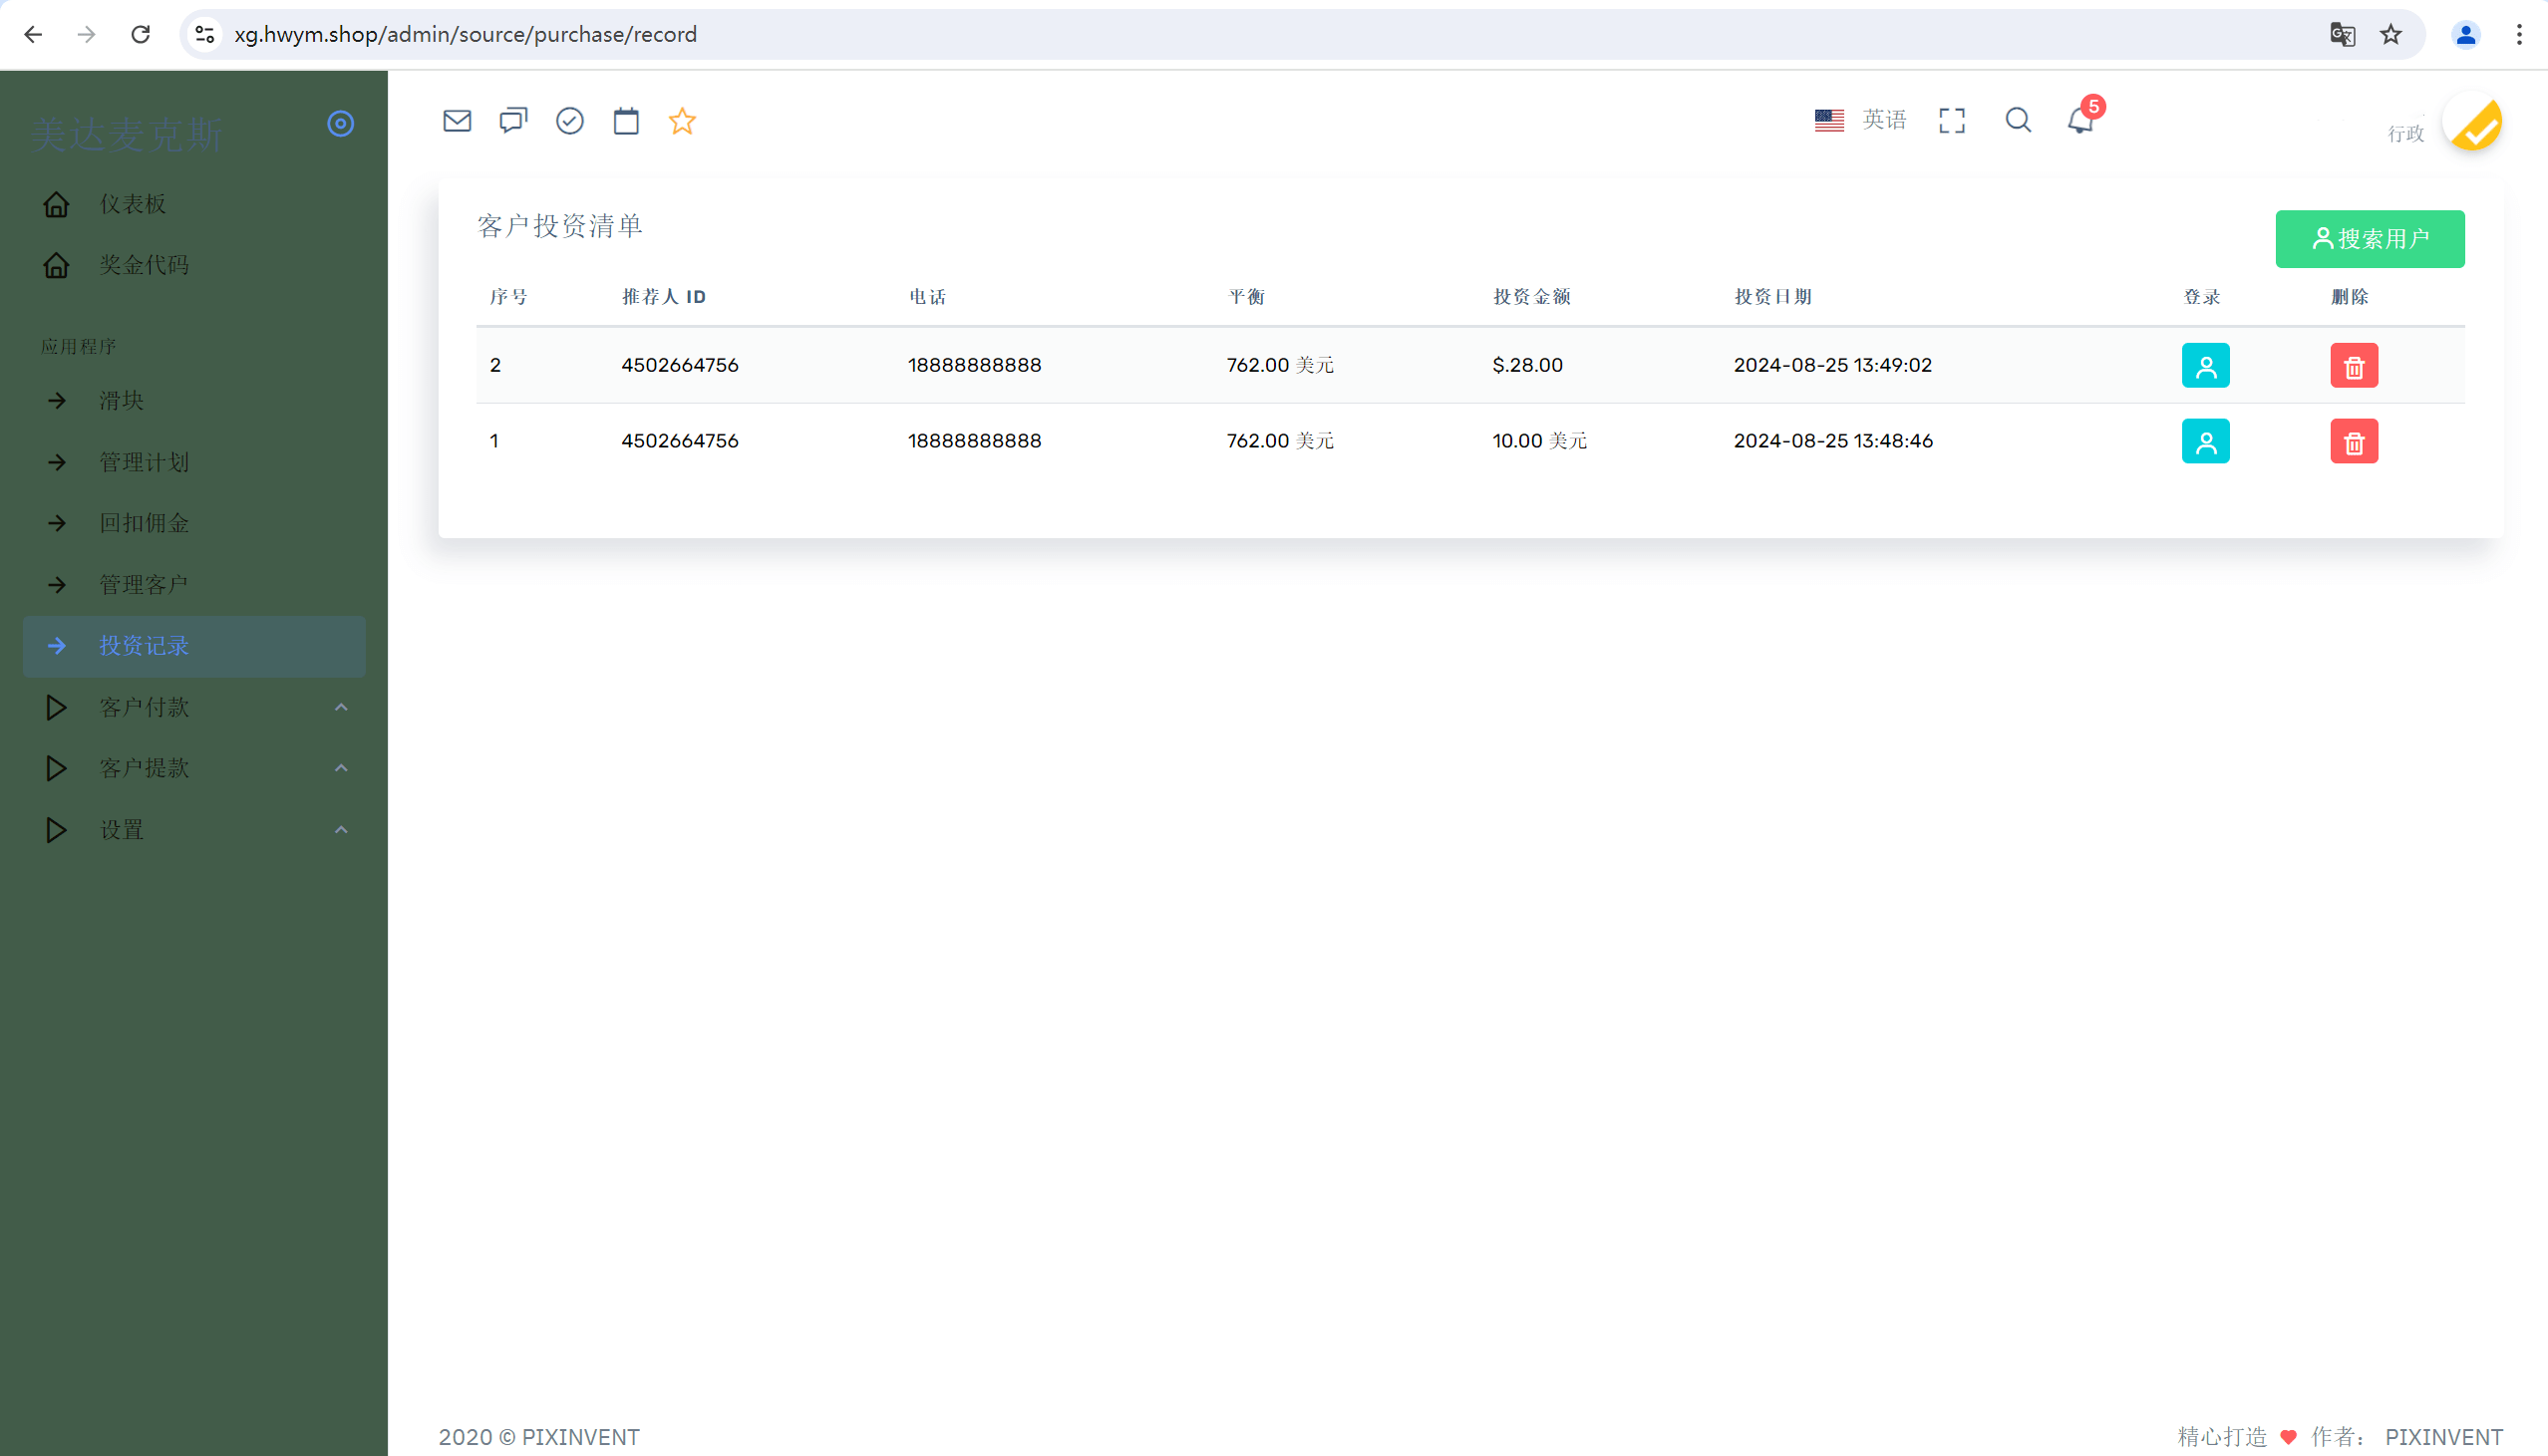 xg.hwym.shop/admin/source/purchase/record
美达麦克斯
仪表板
奖金代码
应用程序
滑块
管理计划
回扣佣金
管理客户
投资记录
客户付款
客户提款
设置
英语
5
行政
客户投资清单
搜索用户
序号 推荐人 ID 电话 平衡 投资金额 投资日期 登录 删除
2 4502664756 18888888888 762.00 美元 $.28.00 2024-08-25 13:49:02
1 4502664756 18888888888 762.00 美元 10.00 美元 2024-08-25 13:48:46
2020 © PIXINVENT
精心打造 作者： PIXINVENT